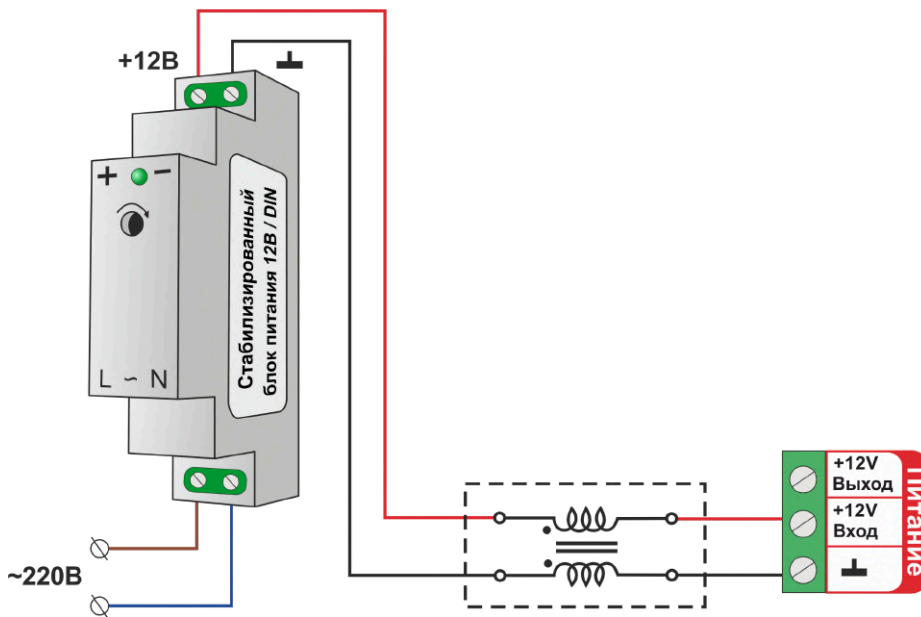 +12В
+ −
L ~ N
Стабилизированный
блок питания 12В / DIN
~220В
+12V
Выход
+12V
Вход
Питание